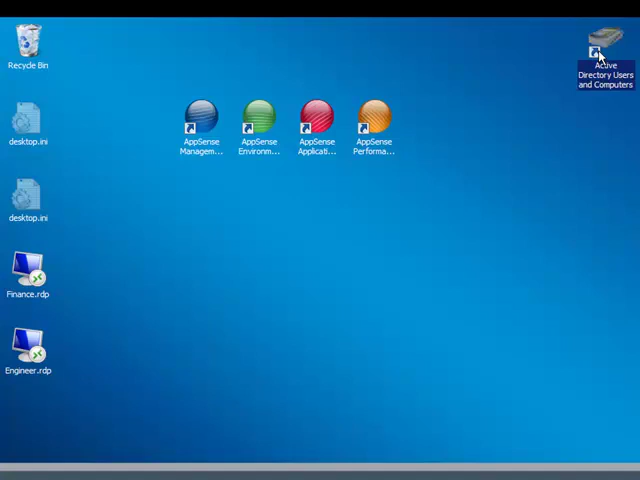 Recycle Bin
desktop.ini
desktop.ini
Finance.rdp
Engineer.rdp
AppSense
Managem...
AppSense
Environm...
AppSense
Applicati...
AppSense
Performa...
Active
Directory Users
and Computers